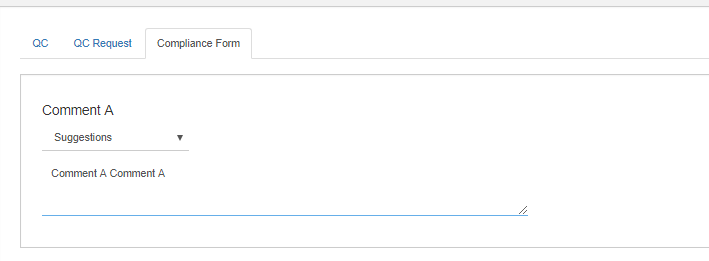 QC QC Request Compliance Form
Comment A
Suggestions
Comment A Comment A